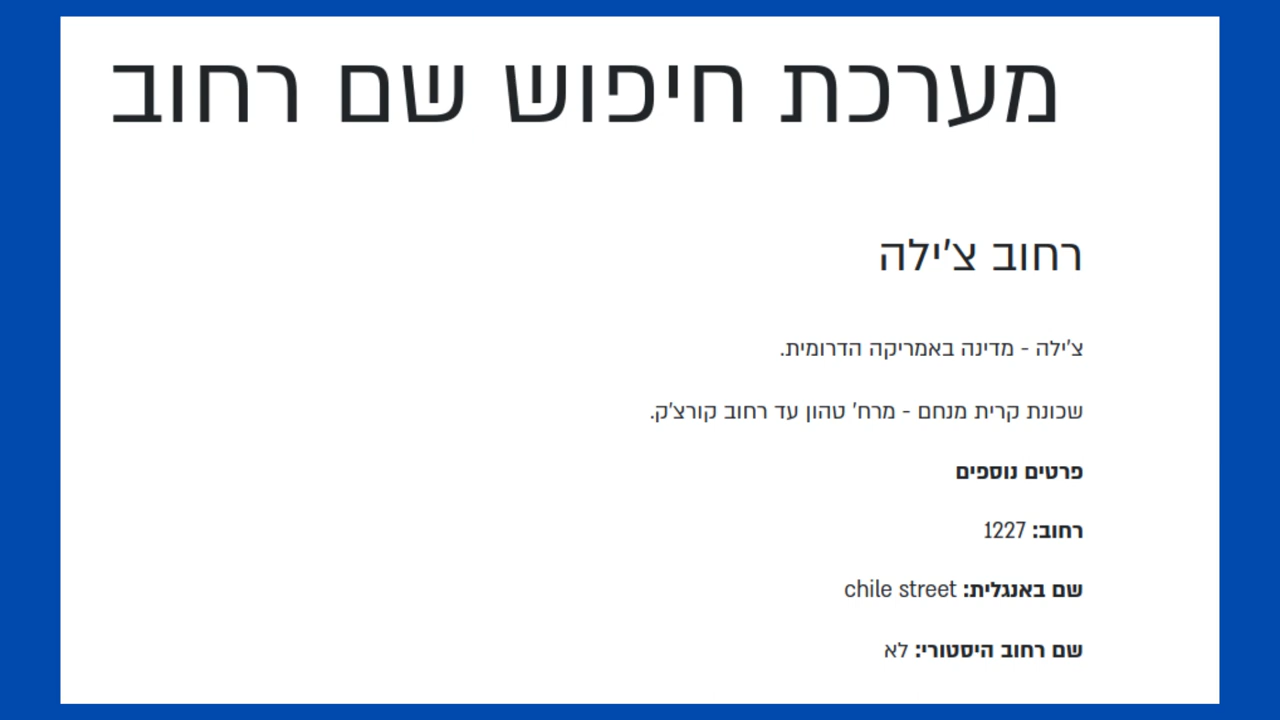 מערכת חיפוש שם רחוב
רחוב צ'ילה
צ'ילה - מדינה באמריקה הדרומית.
שכונת קרית מנחם - מרח' טהון עד רחוב קורצ'ק.
פרטים נוספים
רחוב: 1227
שם באנגלית: chile street
שם רחוב היסטורי: לא